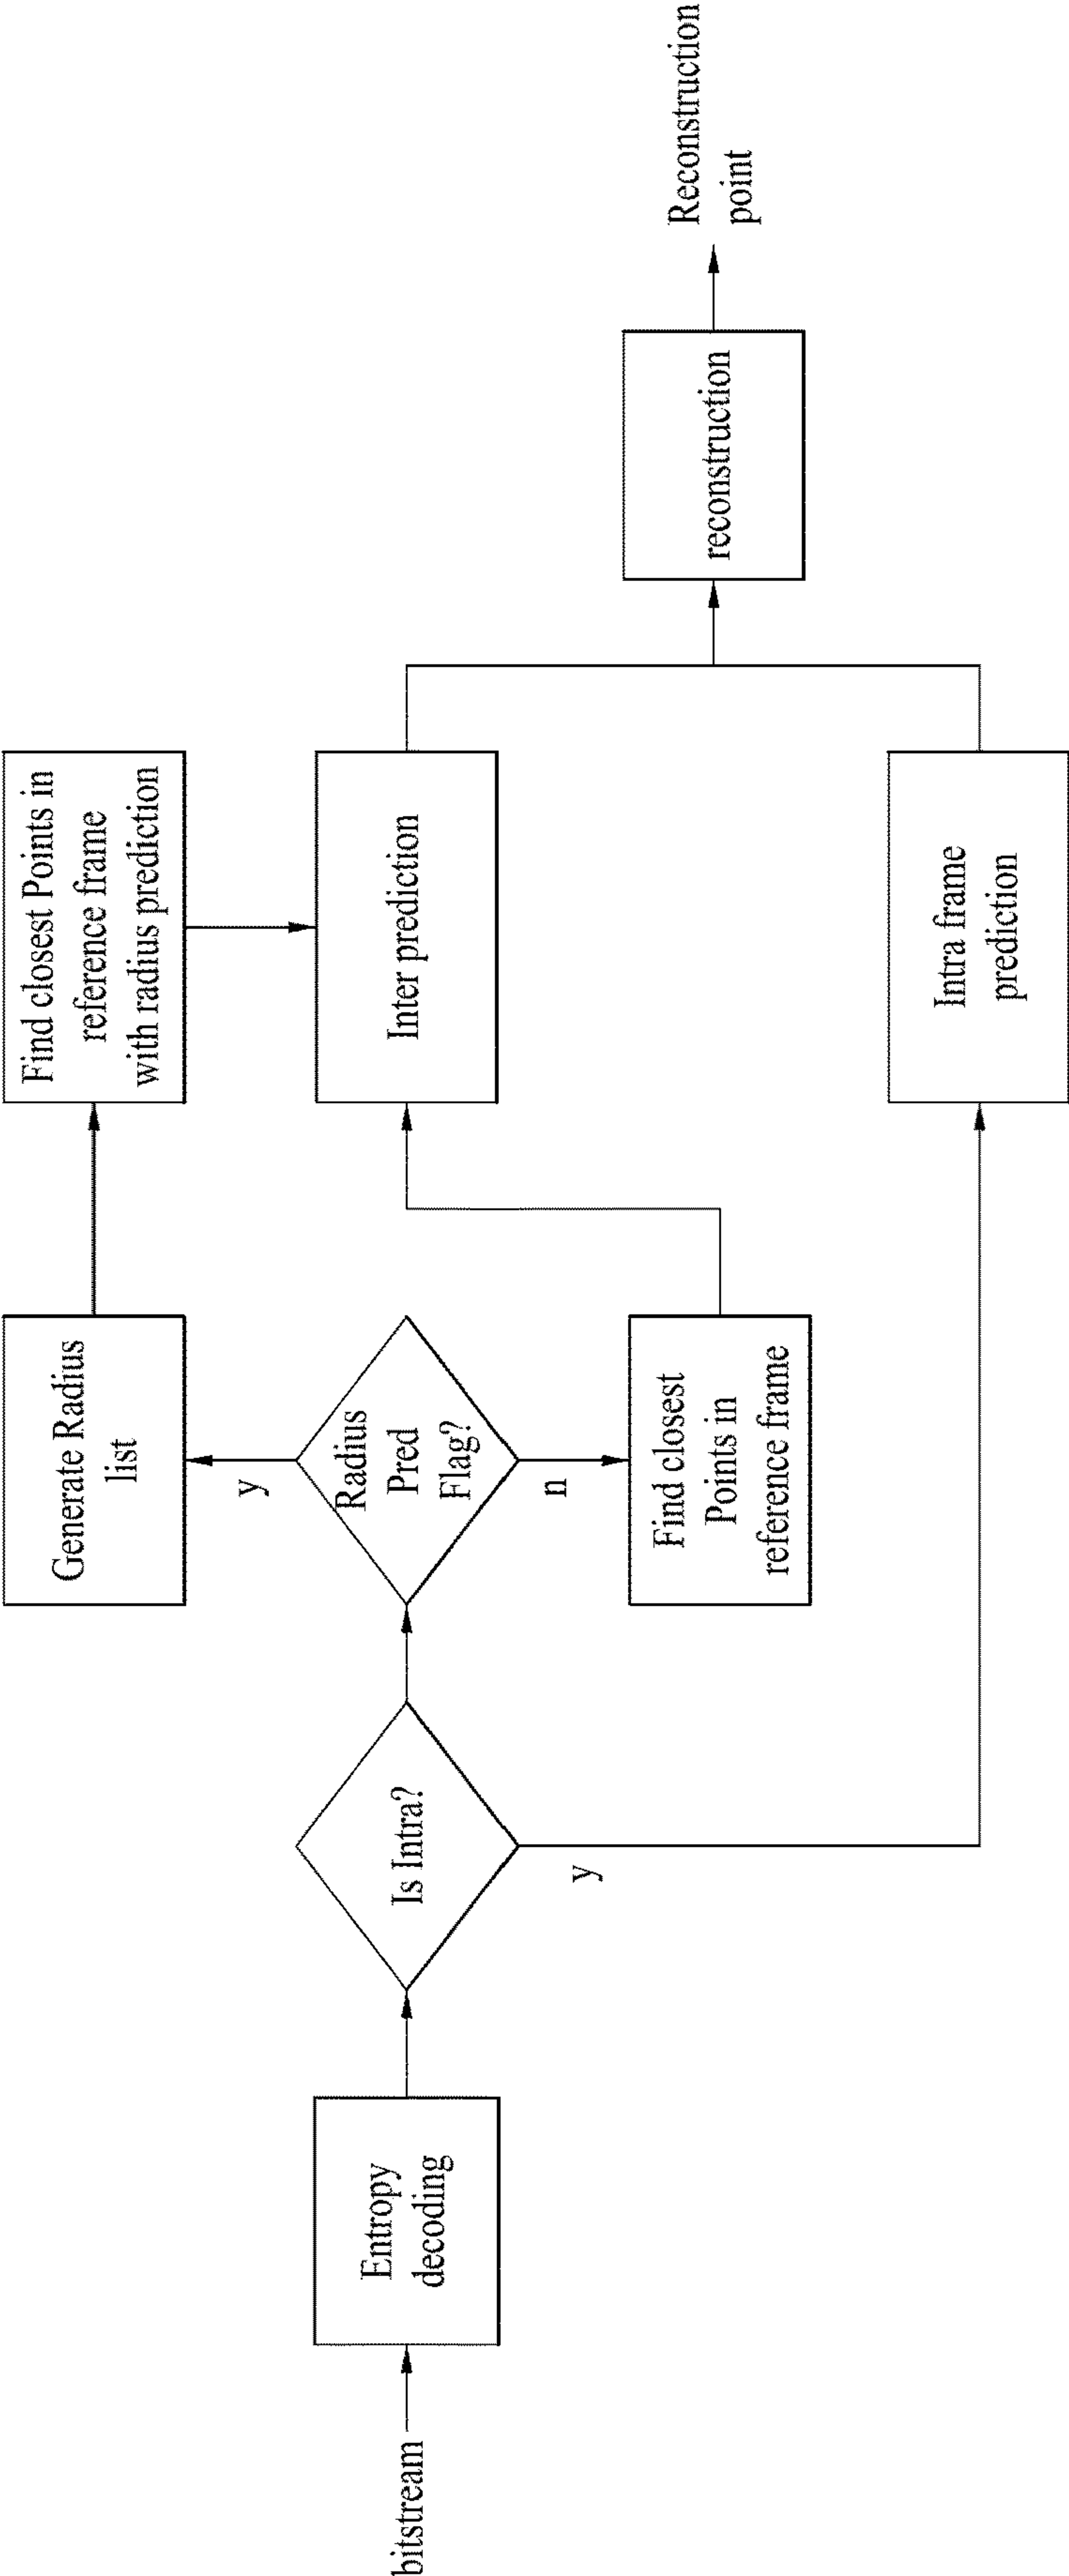 bitstream
Entropy
decoding
Is Intra?
y
Radius
Pred
Flag?
y
n
Generate Radius
list
Find closest
Points in
reference frame
Find closest Points in
reference frame
with radius prediction
Inter prediction
Intra frame
prediction
reconstruction
Reconstruction
point